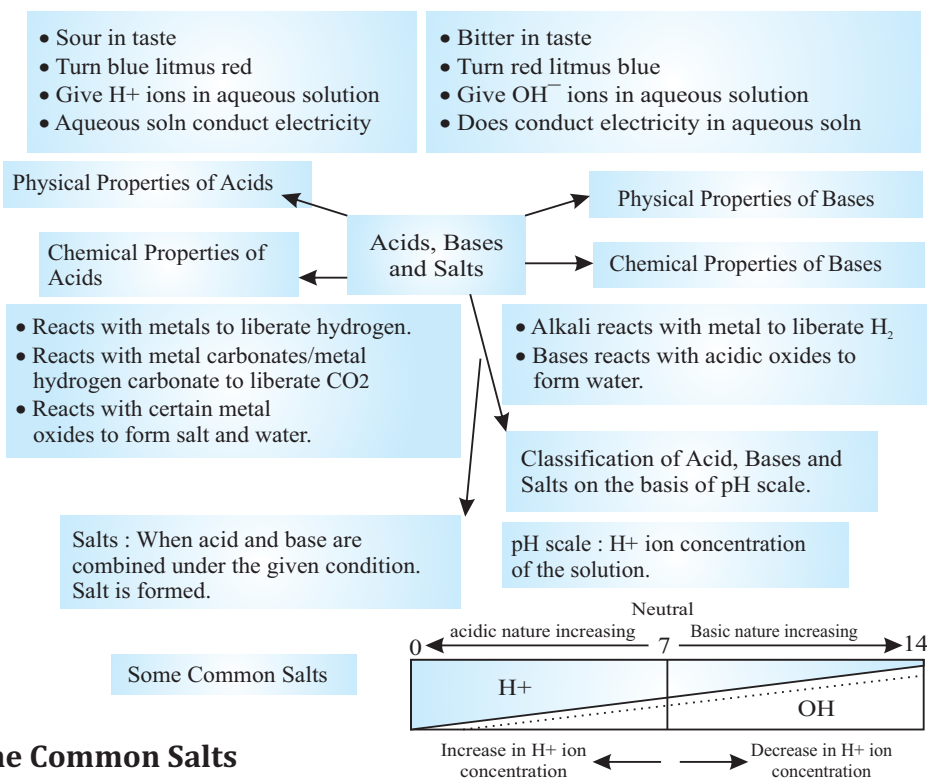 • Sour in taste
• Turn blue litmus red
• Give H+ ions in aqueous solution
• Aqueous soln conduct electricity
• Bitter in taste
• Turn red litmus blue
• Give OH¯ ions in aqueous solution
• Does conduct electricity in aqueous soln
Physical Properties of Acids
Physical Properties of Bases
Acids, Bases
and Salts
Chemical Properties of
Acids
Chemical Properties of Bases
• Reacts with metals to liberate hydrogen.
• Reacts with metal carbonates/metal
hydrogen carbonate to liberate CO2
• Reacts with certain metal
oxides to form salt and water.
• Alkali reacts with metal to liberate H₂
• Bases reacts with acidic oxides to
form water.
Classification of Acid, Bases and
Salts on the basis of pH scale.
Salts : When acid and base are
combined under the given condition.
Salt is formed.
pH scale : H+ ion concentration
of the solution.
Neutral
0 acidic nature increasing 7 Basic nature increasing 14
Some Common Salts
H+
OH
Increase in H+ ion
concentration
Decrease in H+ ion
concentration
ne Common Salts